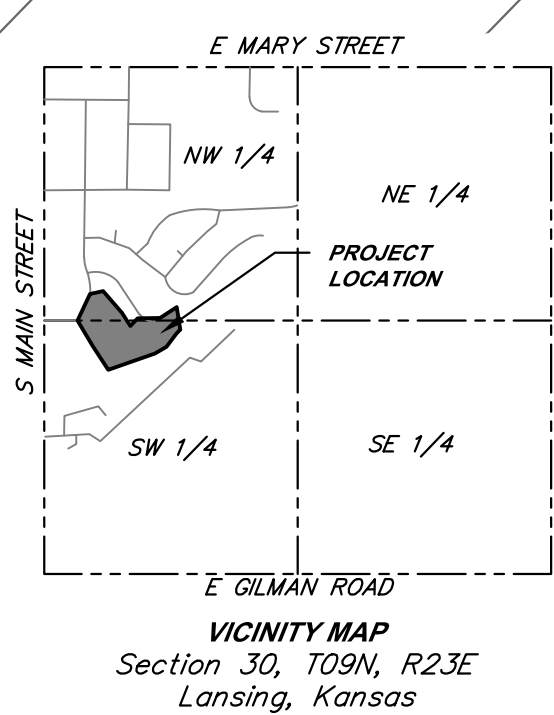 E MARY STREET
NW 1/4
NE 1/4
S MAIN STREET
PROJECT
LOCATION
SW 1/4
SE 1/4
E GILMAN ROAD
VICINITY MAP
Section 30, T09N, R23E
Lansing, Kansas